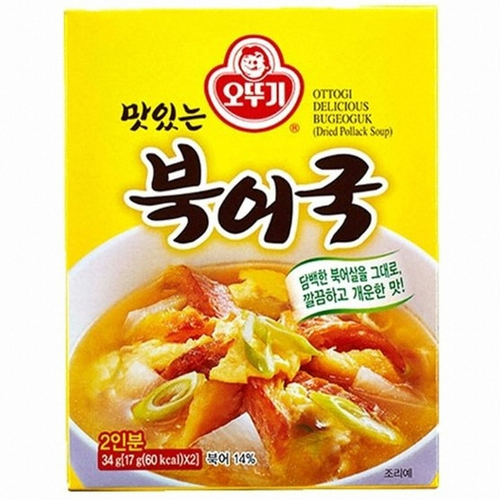 오뚜기
®
OTTOGI
DELICIOUS
BUGEOGUK
(Dried Pollack Soup)
맛있는
북어국
담백한 북어살을 그대로,
깔끔하고 개운한 맛!
2인분
34 g[17 g(60 kcal)X2] 북어 14%
조리예